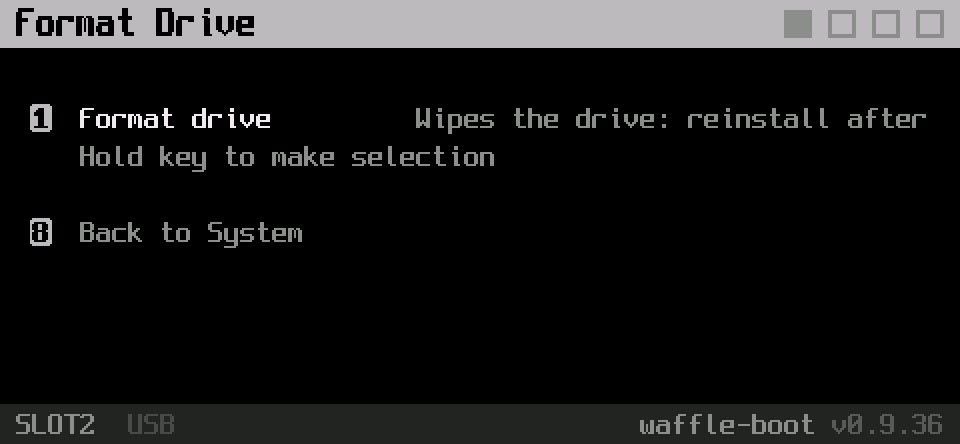 Format Drive
1 Format drive Wipes the drive: reinstall after
Hold key to make selection
8 Back to System
SLOT2 USB waffle-boot v0.9.36